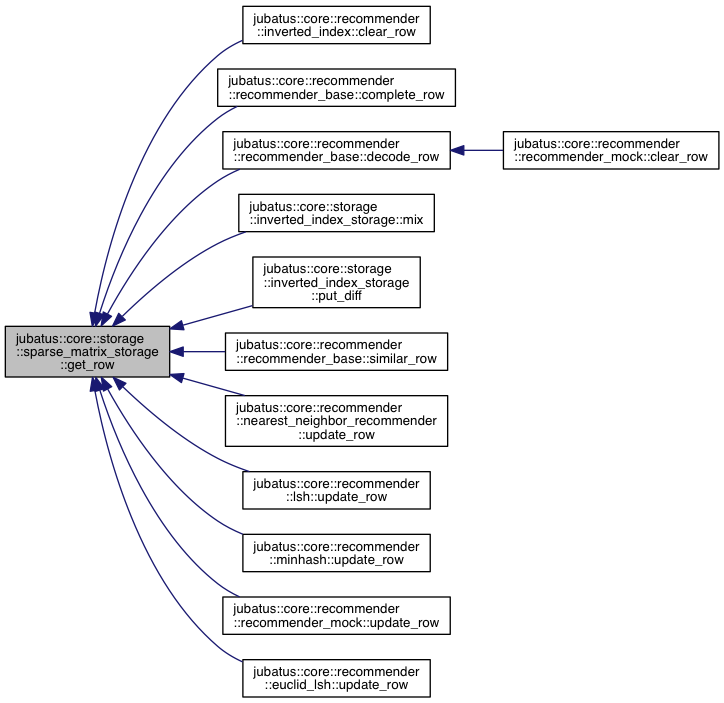 jubatus::core::recommender
::inverted_index::clear_row
jubatus::core::recommender
::recommender_base::complete_row
jubatus::core::recommender
::recommender_base::decode_row
jubatus::core::recommender
::recommender_mock::clear_row
jubatus::core::storage
::inverted_index_storage::mix
jubatus::core::storage
::inverted_index_storage
::put_diff
jubatus::core::storage
::sparse_matrix_storage
::get_row
jubatus::core::recommender
::recommender_base::similar_row
jubatus::core::recommender
::nearest_neighbor_recommender
::update_row
jubatus::core::recommender
::lsh::update_row
jubatus::core::recommender
::minhash::update_row
jubatus::core::recommender
::recommender_mock::update_row
jubatus::core::recommender
::euclid_lsh::update_row